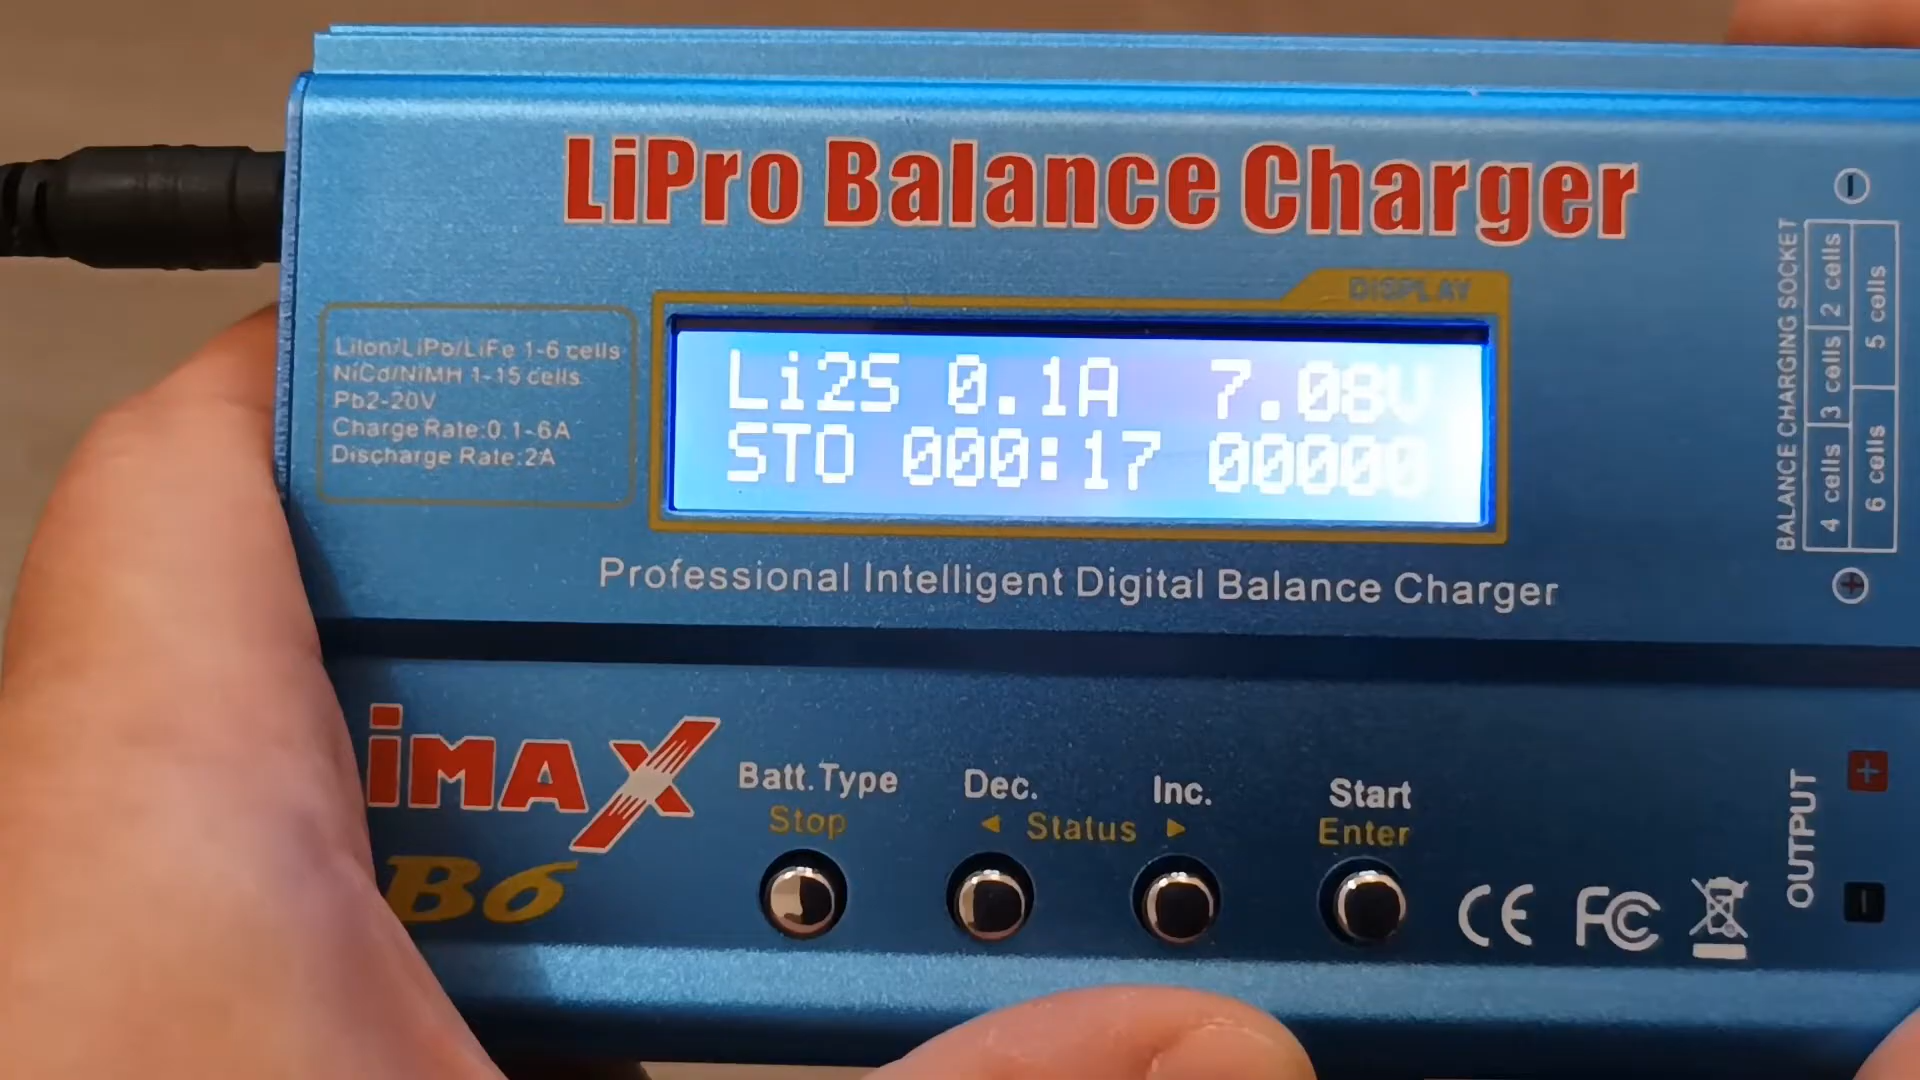 LiPro Balance Charger
DISPLAY
LiIon/LiPo/LiFe 1-6 cells
NiCd/NiMH 1-15 cells
Pb2-20V
Charge Rate:0.1-6A
Discharge Rate:2A
Li2S 0.1A 7.08V
STO 000:17 00000
Professional Intelligent Digital Balance Charger
BALANCE CHARGING SOCKET
4 cells 3 cells 2 cells
6 cells 5 cells
iMAX
B6
Batt.Type
Stop
Dec.
Inc.
◄ Status ►
Start
Enter
CE FC
OUTPUT